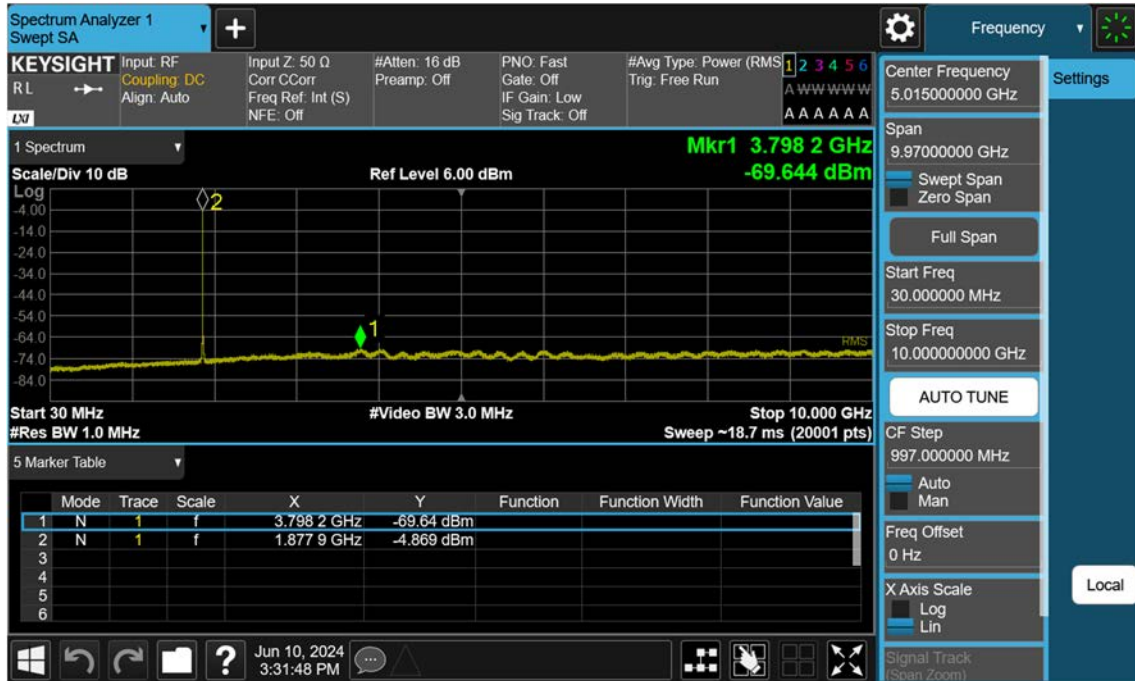 Spectrum Analyzer 1
Swept SA
+
Frequency
KEYSIGHT
R L
LXI
Input: RF
Coupling: DC
Align: Auto
Input Z: 50 Ω
Corr CCorr
Freq Ref: Int (S)
NFE: Off
#Atten: 16 dB
Preamp: Off
PNO: Fast
Gate: Off
IF Gain: Low
Sig Track: Off
#Avg Type: Power (RMS
Trig: Free Run
1 2 3 4 5 6
A W W W W W
A A A A A A
1 Spectrum
Mkr1 3.798 2 GHz
-69.644 dBm
Scale/Div 10 dB
Ref Level 6.00 dBm
Log
-4.00
-14.0
-24.0
-34.0
-44.0
-54.0
-64.0
-74.0
-84.0
2
1
RMS
Start 30 MHz
#Video BW 3.0 MHz
Stop 10.000 GHz
#Res BW 1.0 MHz
Sweep ~18.7 ms (20001 pts)
5 Marker Table
Mode Trace Scale X Y Function Function Width Function Value
1 N 1 f 3.798 2 GHz -69.64 dBm
2 N 1 f 1.877 9 GHz -4.869 dBm
3
4
5
6
?
Jun 10, 2024
3:31:48 PM
Center Frequency
5.015000000 GHz
Span
9.97000000 GHz
Swept Span
Zero Span
Full Span
Start Freq
30.000000 MHz
Stop Freq
10.000000000 GHz
AUTO TUNE
CF Step
997.000000 MHz
Auto
Man
Freq Offset
0 Hz
X Axis Scale
Log
Lin
Signal Track
(Span Zoom)
Settings
Local